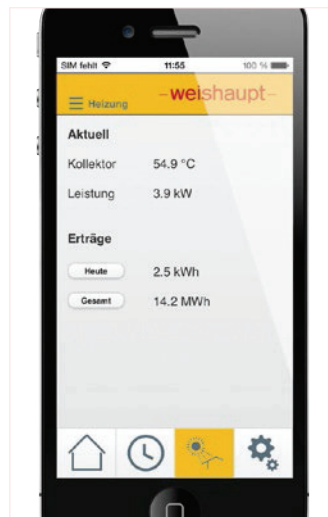 SIM fehlt 11:55 100 %
Heizung -weishaupt-
Aktuell
Kollektor 54.9 °C
Leistung 3.9 kW
Erträge
Heute 2.5 kWh
Gesamt 14.2 MWh